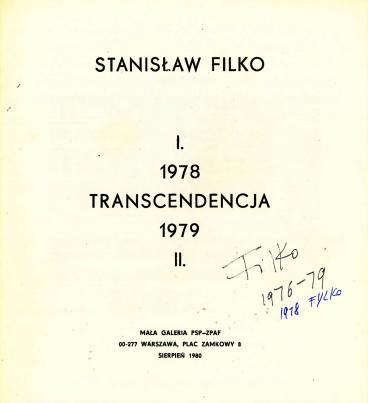 STANISŁAW FILKO
I.
1978
TRANSCENDENCJA
1979
II.
Filko
1976-79
1978 FYLKO
MAŁA GALERIA PSP-ZPAF
00-277 WARSZAWA, PLAC ZAMKOWY 8
SIERPIEŃ 1980